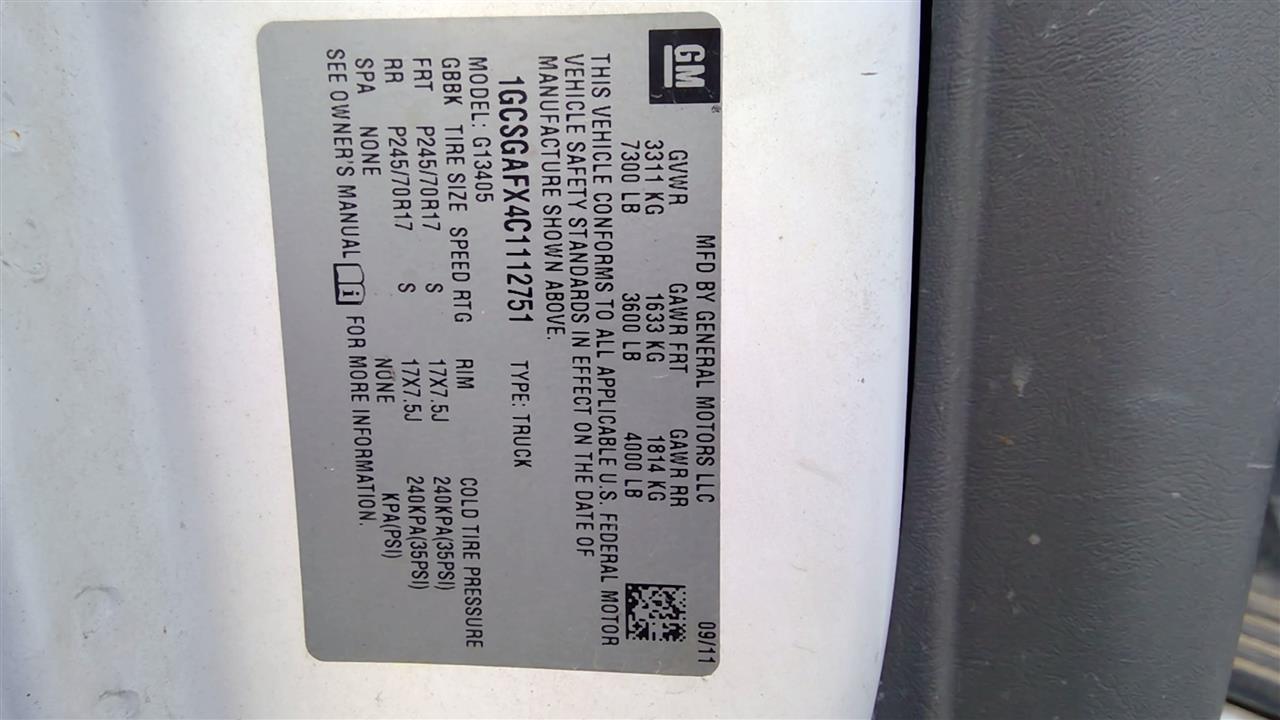 GM®
MFD BY GENERAL MOTORS LLC 09/11
GVWR GAWR FRT GAWR RR
3311 KG 1633 KG 1814 KG
7300 LB 3600 LB 4000 LB
THIS VEHICLE CONFORMS TO ALL APPLICABLE U.S. FEDERAL MOTOR
VEHICLE SAFETY STANDARDS IN EFFECT ON THE DATE OF
MANUFACTURE SHOWN ABOVE.
1GCSGAFX4C1112751 TYPE: TRUCK
MODEL: G13405
GBBK TIRE SIZE SPEED RTG RIM COLD TIRE PRESSURE
FRT P245/70R17 S 17X7.5J 240KPA(35PSI)
RR P245/70R17 S 17X7.5J 240KPA(35PSI)
SPA NONE NONE KPA(PSI)
SEE OWNER'S MANUAL FOR MORE INFORMATION.